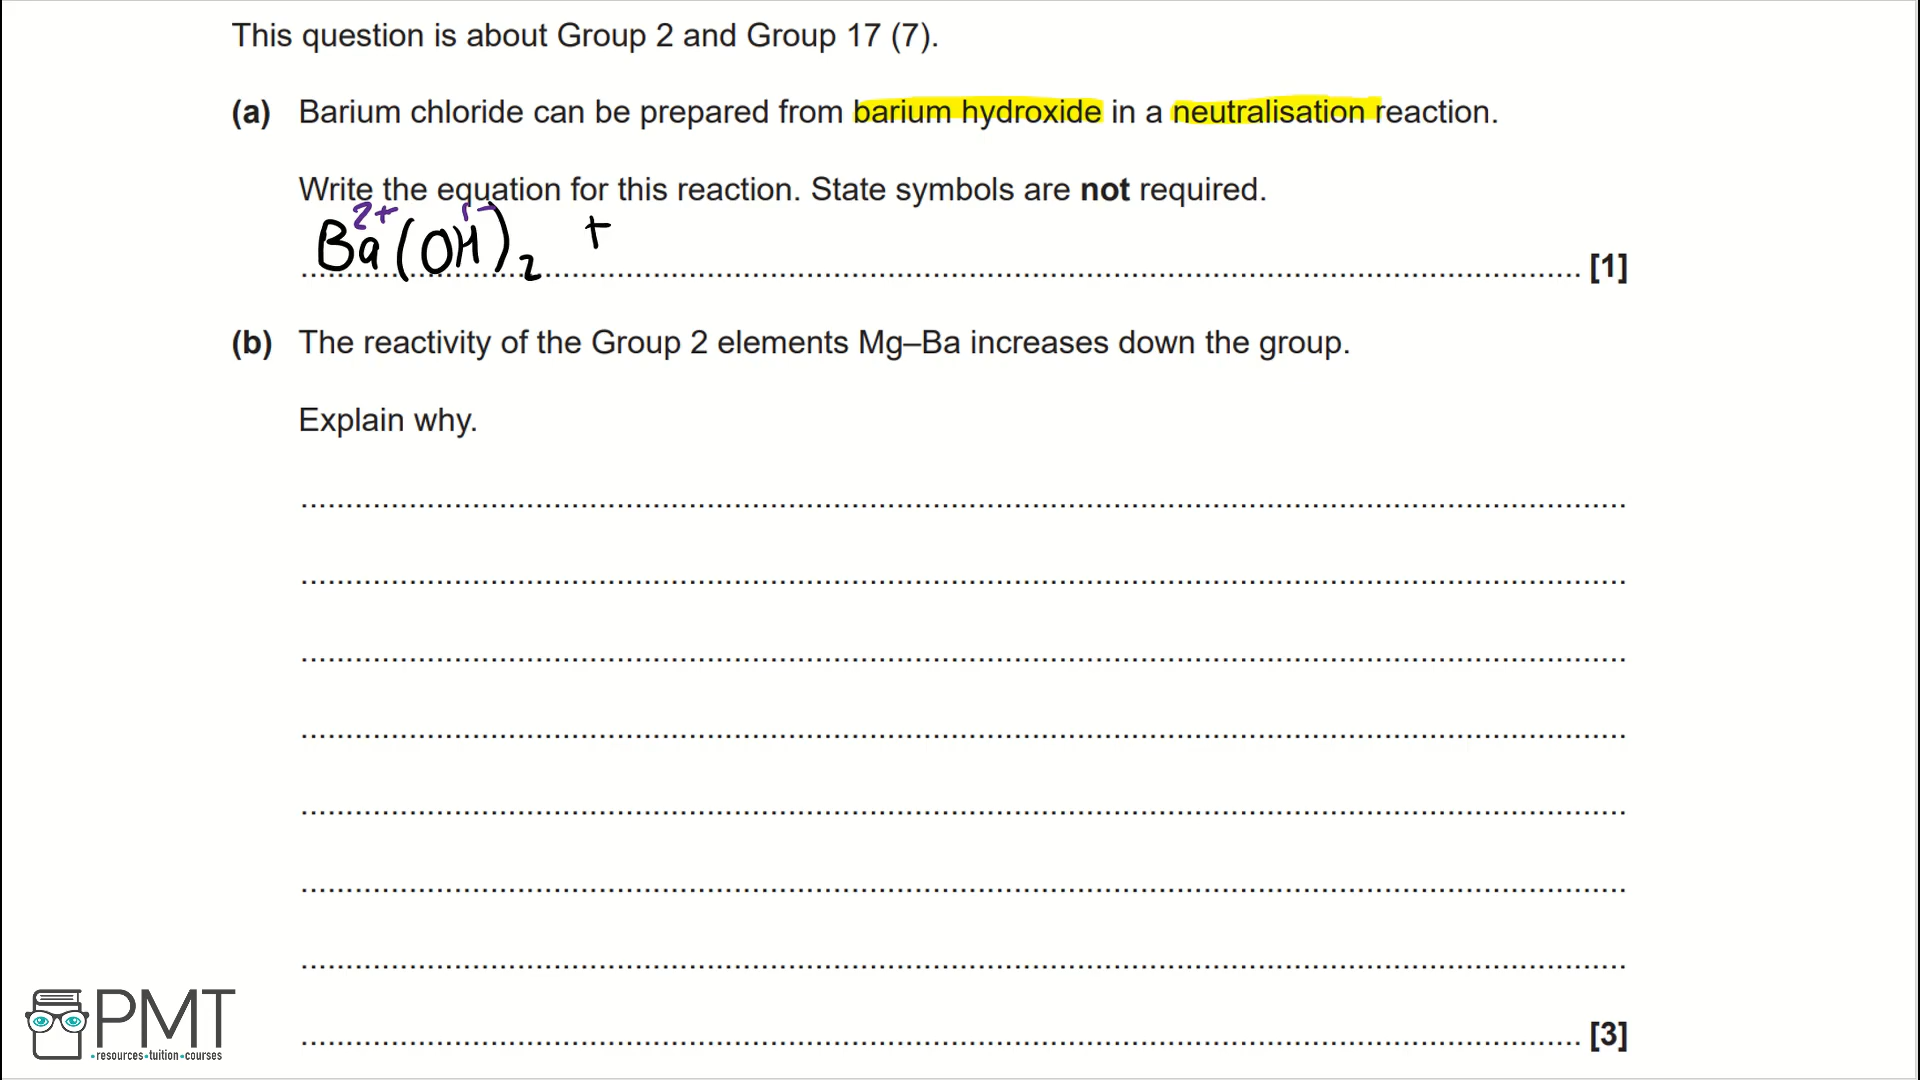 This question is about Group 2 and Group 17 (7).
(a) Barium chloride can be prepared from barium hydroxide in a neutralisation reaction.
Write the equation for this reaction. State symbols are not required.
2+ 1-
Ba(OH)₂ +
[1]
(b) The reactivity of the Group 2 elements Mg–Ba increases down the group.
Explain why.
[3]
PMT
•resources•tuition•courses